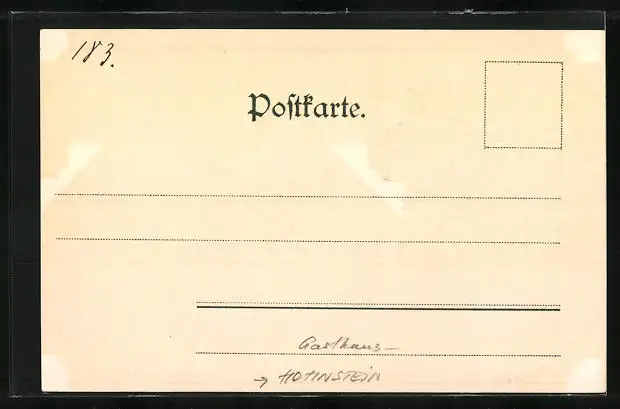 183.
Poſtkarte.
Gasthaus –
→ HOHNSTEIN